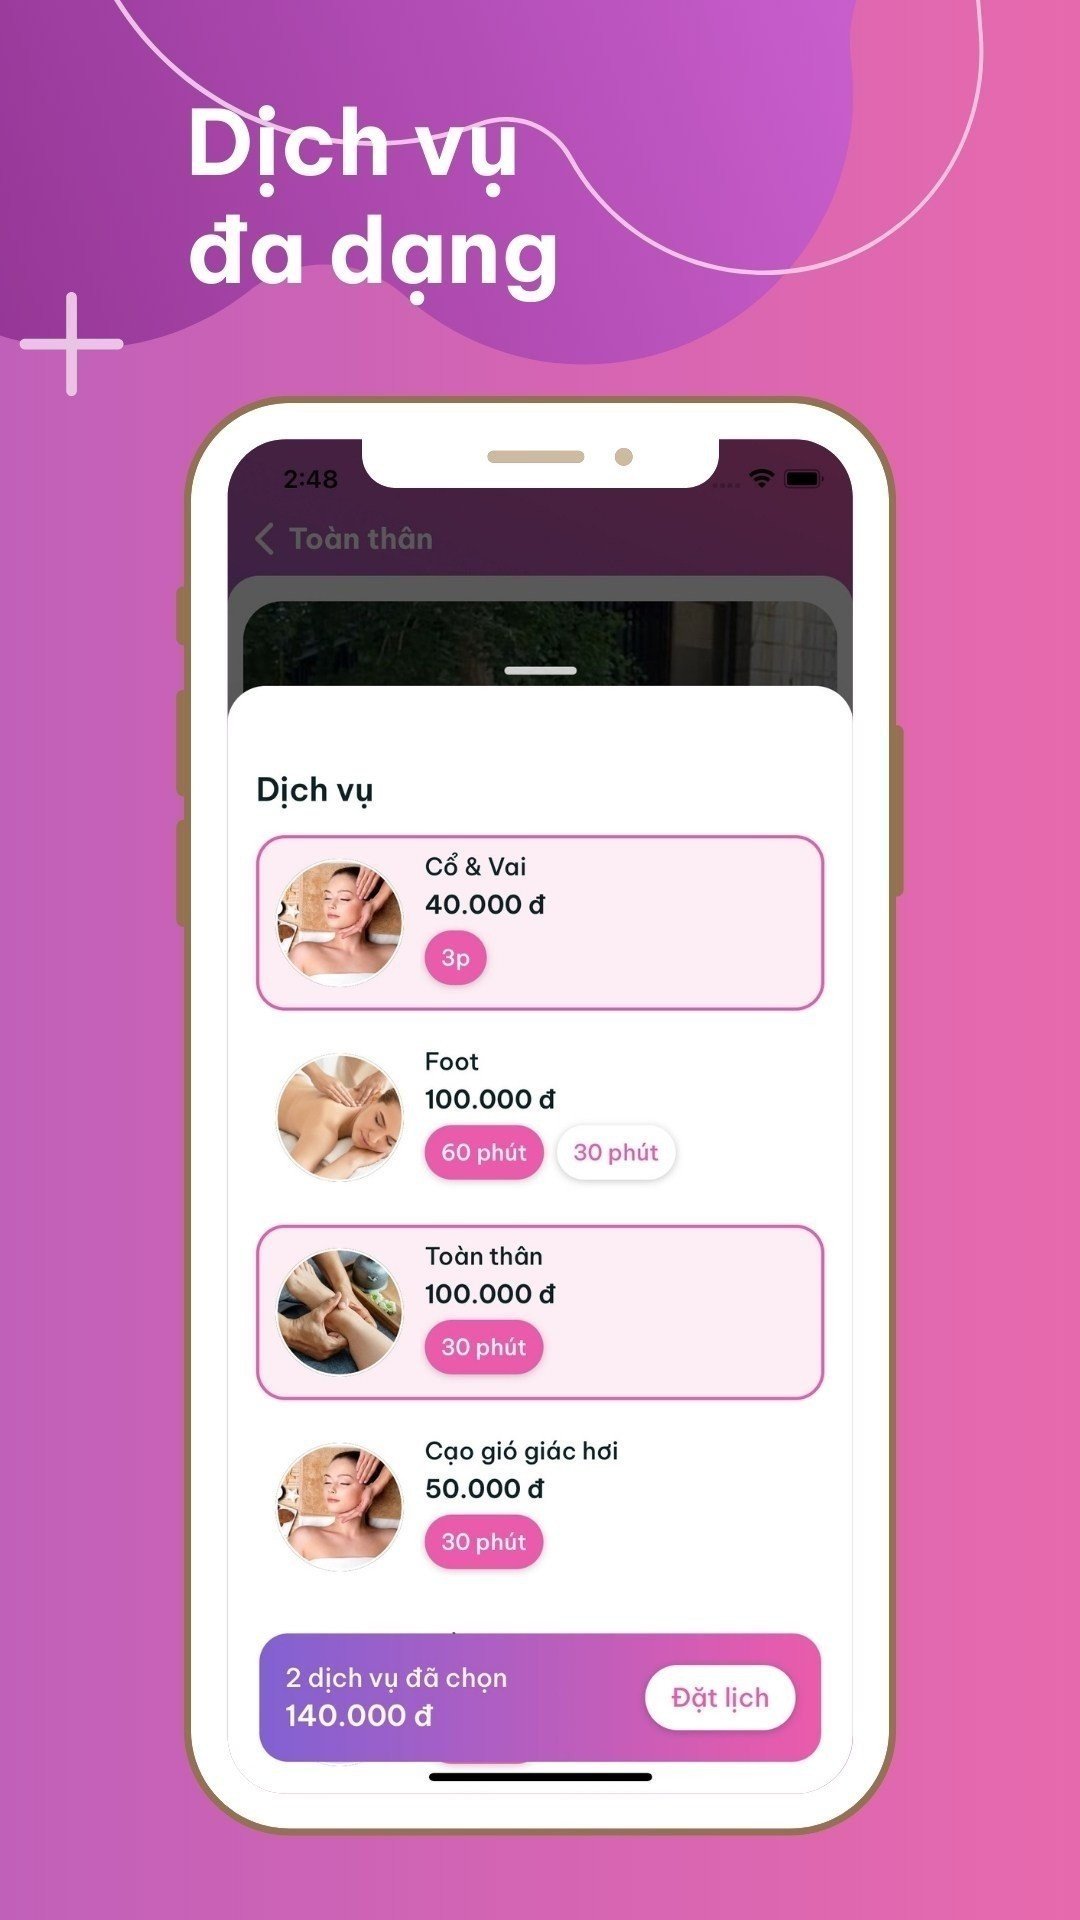 Dịch vụ
đa dạng
2:48
Toàn thân
Dịch vụ
Cổ & Vai
40.000 đ
3p
Foot
100.000 đ
60 phút
30 phút
Toàn thân
100.000 đ
30 phút
Cạo gió giác hơi
50.000 đ
30 phút
2 dịch vụ đã chọn
140.000 đ
Đặt lịch